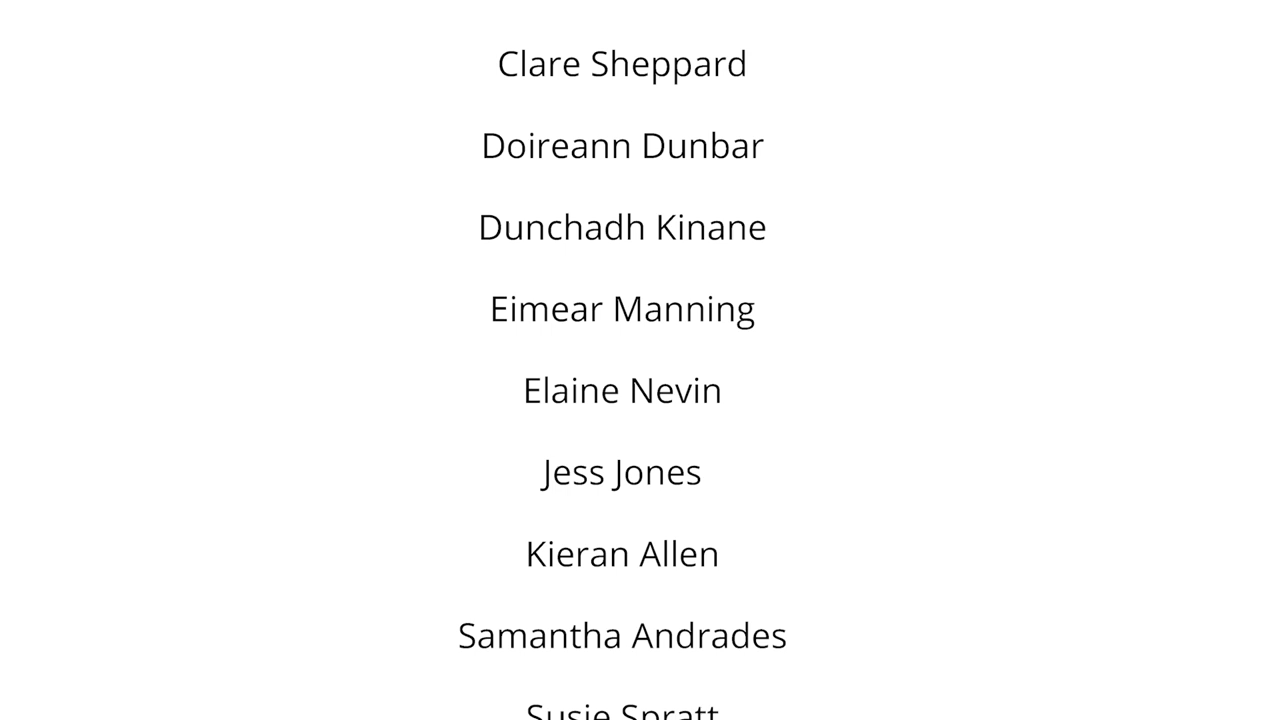 Clare Sheppard
Doireann Dunbar
Dunchadh Kinane
Eimear Manning
Elaine Nevin
Jess Jones
Kieran Allen
Samantha Andrades
Susie Spratt